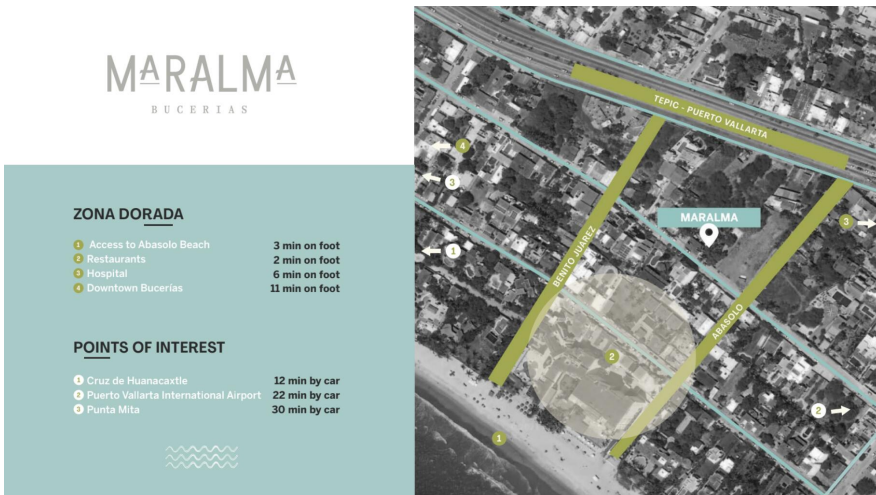 MARALMA
BUCERIAS
ZONA DORADA
1 Access to Abasolo Beach 3 min on foot
2 Restaurants 2 min on foot
3 Hospital 6 min on foot
4 Downtown Bucerías 11 min on foot
POINTS OF INTEREST
1 Cruz de Huanacaxtle 12 min by car
2 Puerto Vallarta International Airport 22 min by car
3 Punta Mita 30 min by car
TEPIC - PUERTO VALLARTA
4
3
1
BENITO JUÁREZ
MARALMA
3
ABASOLO
2
2
1